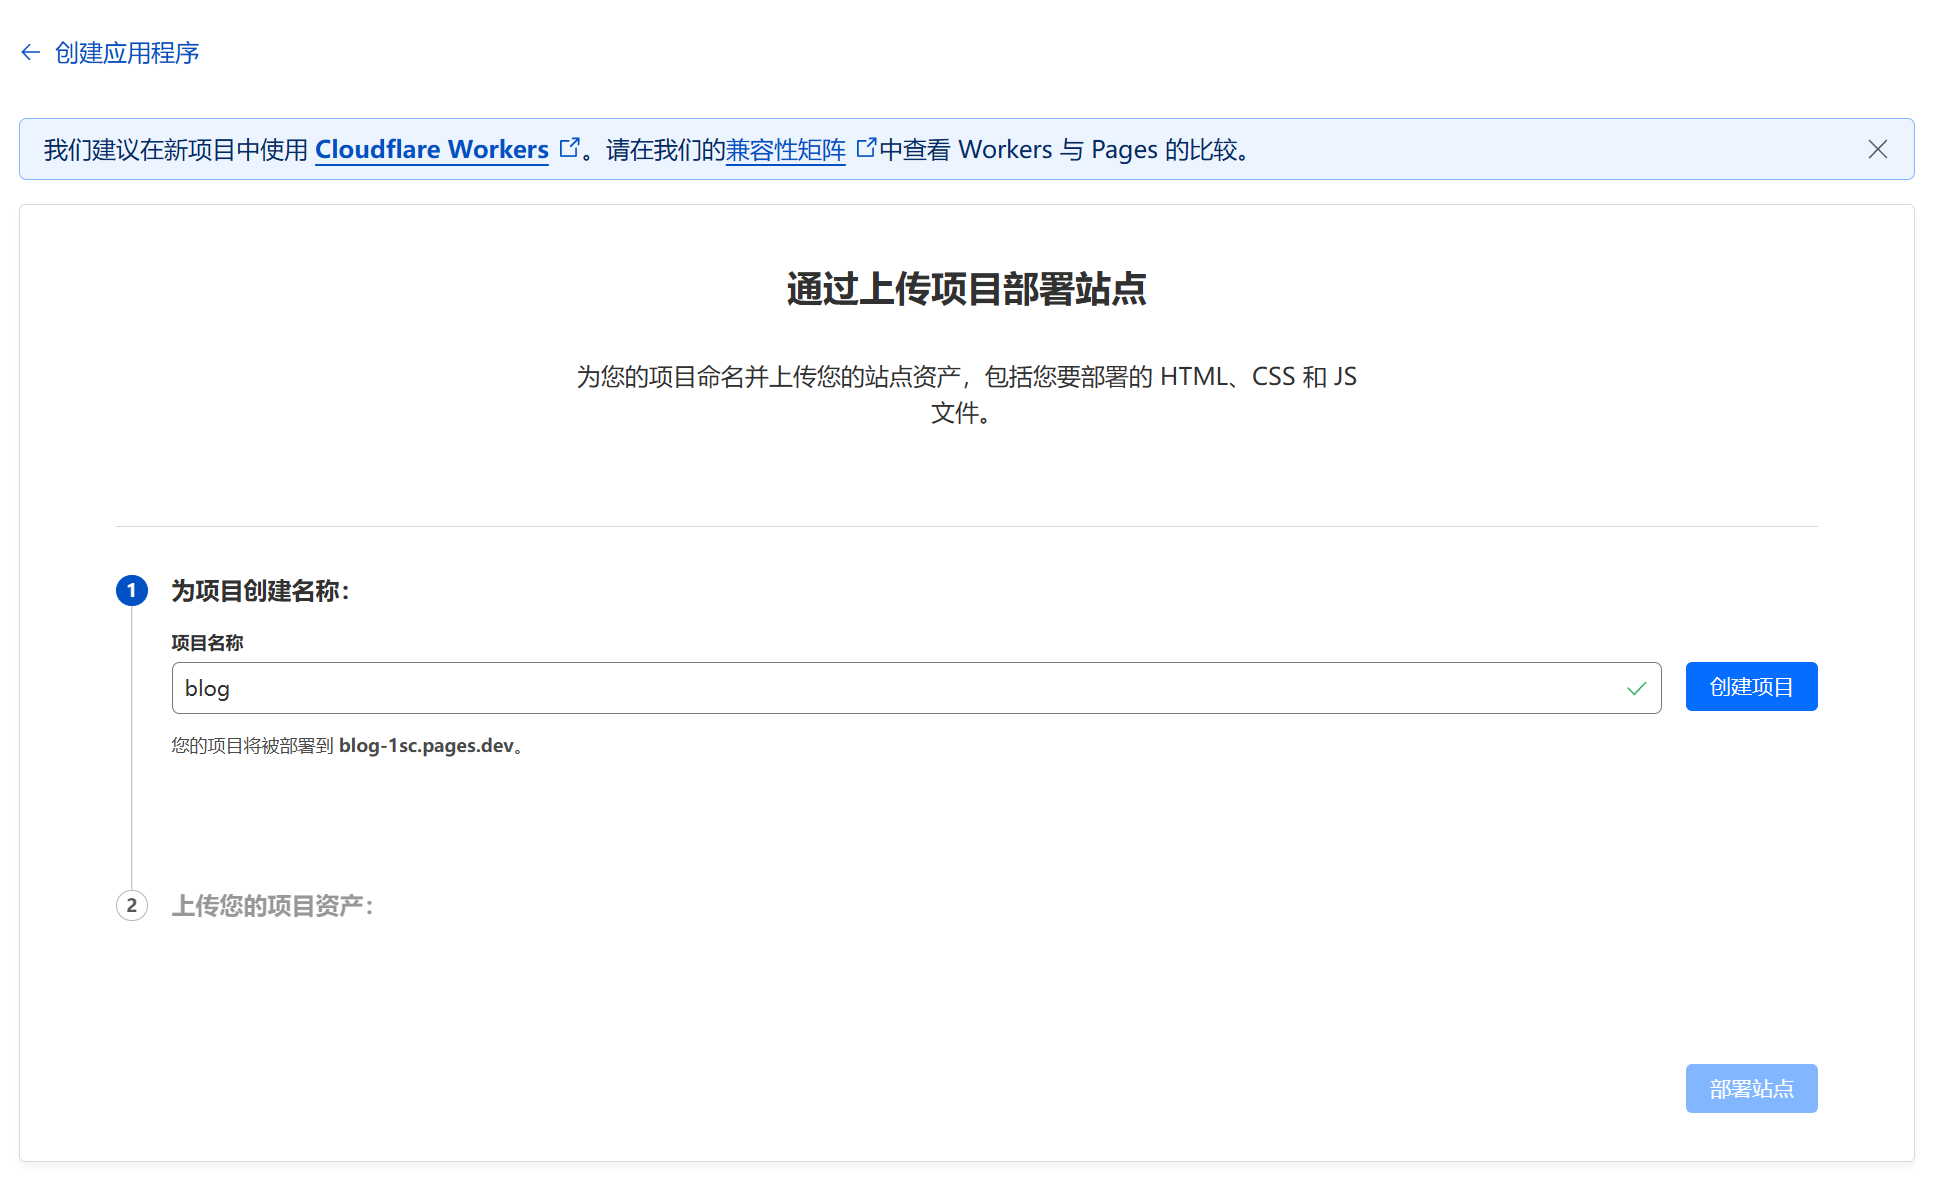 ← 创建应用程序
我们建议在新项目中使用 Cloudflare Workers 。请在我们的兼容性矩阵 中查看 Workers 与 Pages 的比较。
通过上传项目部署站点
为您的项目命名并上传您的站点资产，包括您要部署的 HTML、CSS 和 JS
文件。
1 为项目创建名称：
项目名称
blog
创建项目
您的项目将被部署到 blog-1sc.pages.dev。
2 上传您的项目资产：
部署站点